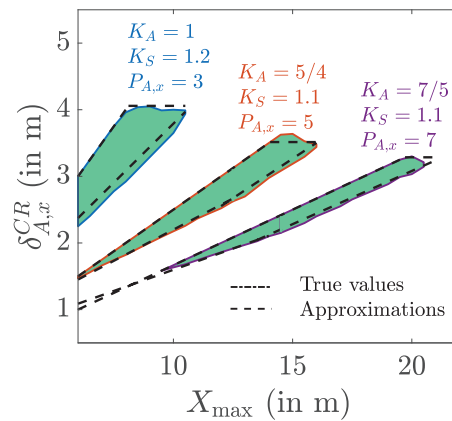 K_A = 1
K_S = 1.2
P_{A,x} = 3
K_A = 5/4
K_S = 1.1
P_{A,x} = 5
K_A = 7/5
K_S = 1.1
P_{A,x} = 7
5
4
3
2
1
δ^{CR}_{A,x} (in m)
True values
Approximations
10 15 20
X_max (in m)